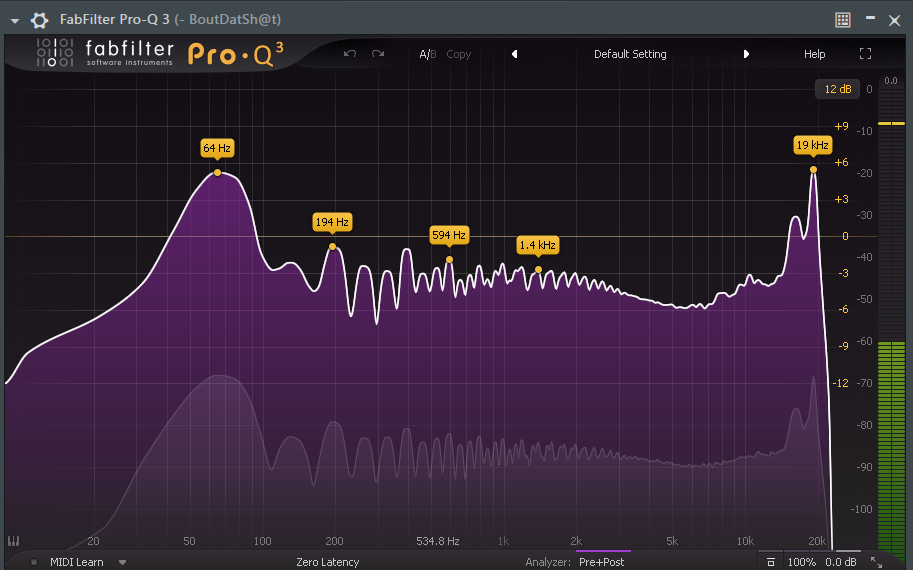 FabFilter Pro-Q 3 (- BoutDatSh@t)
fabfilter
software instruments
Pro·Q3
A/B Copy
Default Setting
Help
12 dB
0
0.0
+9
-10
64 Hz
19 kHz
+6
-20
+3
194 Hz
-30
594 Hz
1.4 kHz
0
-40
-3
-50
-6
-60
-9
-70
-12
-80
-90
-100
20
50
100
200
534.8 Hz
1k
2k
5k
10k
20k
MIDI Learn
Zero Latency
Analyzer: Pre+Post
100%
0.0 dB